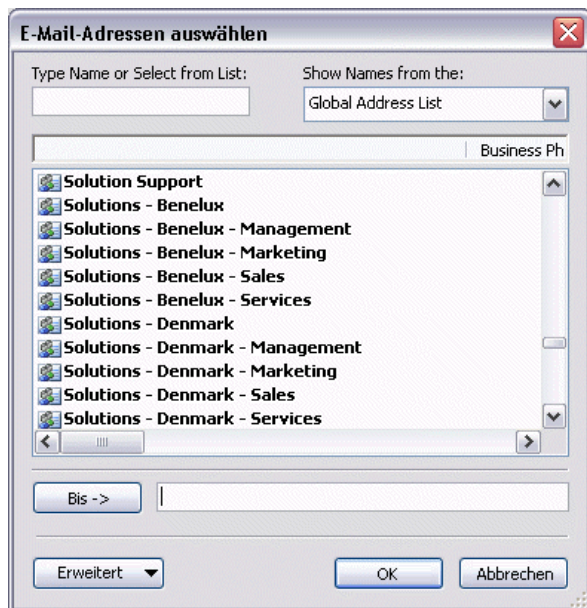 E-Mail-Adressen auswählen
Type Name or Select from List:
Show Names from the:
Global Address List
Business Ph
Solution Support
Solutions - Benelux
Solutions - Benelux - Management
Solutions - Benelux - Marketing
Solutions - Benelux - Sales
Solutions - Benelux - Services
Solutions - Denmark
Solutions - Denmark - Management
Solutions - Denmark - Marketing
Solutions - Denmark - Sales
Solutions - Denmark - Services
Bis ->
Erweitert
OK
Abbrechen